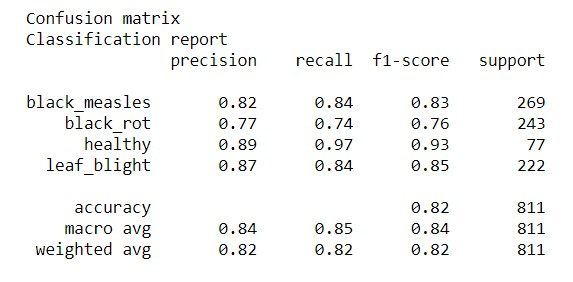 Confusion matrix
Classification report
precision recall f1-score support
black_measles 0.82 0.84 0.83 269
black_rot 0.77 0.74 0.76 243
healthy 0.89 0.97 0.93 77
leaf_blight 0.87 0.84 0.85 222
accuracy 0.82 811
macro avg 0.84 0.85 0.84 811
weighted avg 0.82 0.82 0.82 811